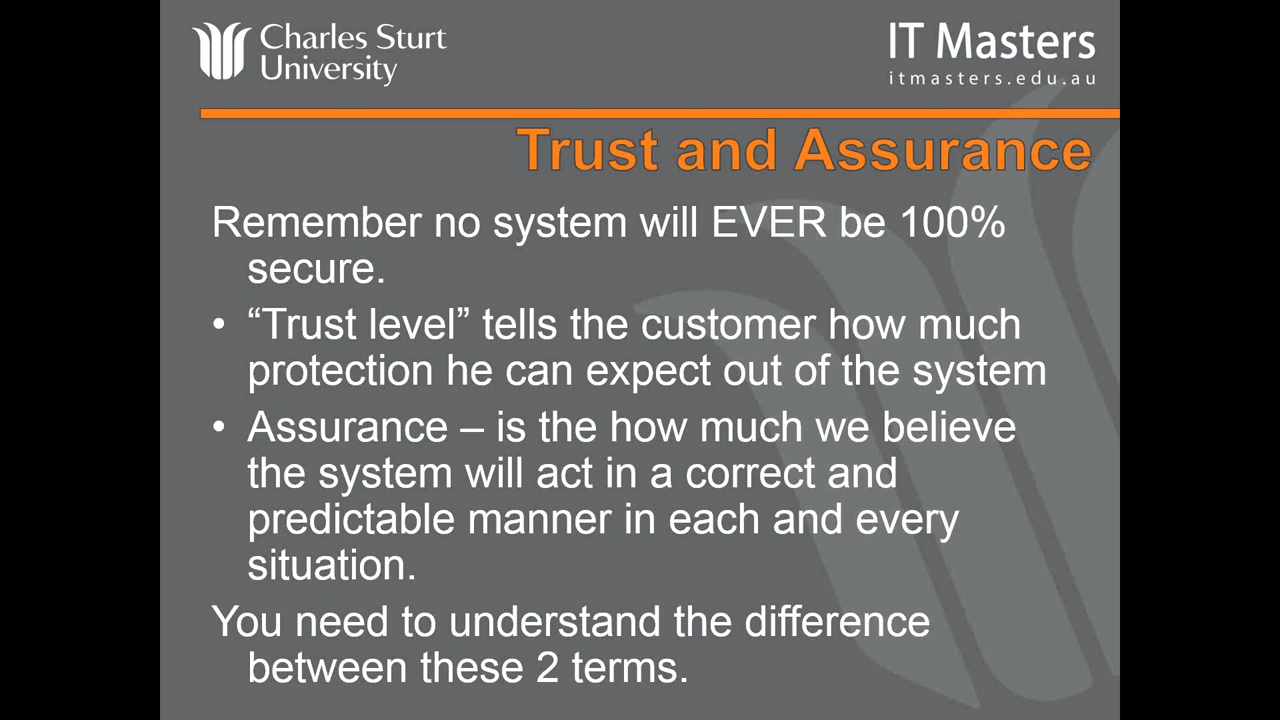 Charles Sturt
University
IT Masters
itmasters.edu.au
Trust and Assurance
Remember no system will EVER be 100%
secure.
• “Trust level” tells the customer how much
protection he can expect out of the system
• Assurance – is the how much we believe
the system will act in a correct and
predictable manner in each and every
situation.
You need to understand the difference
between these 2 terms.